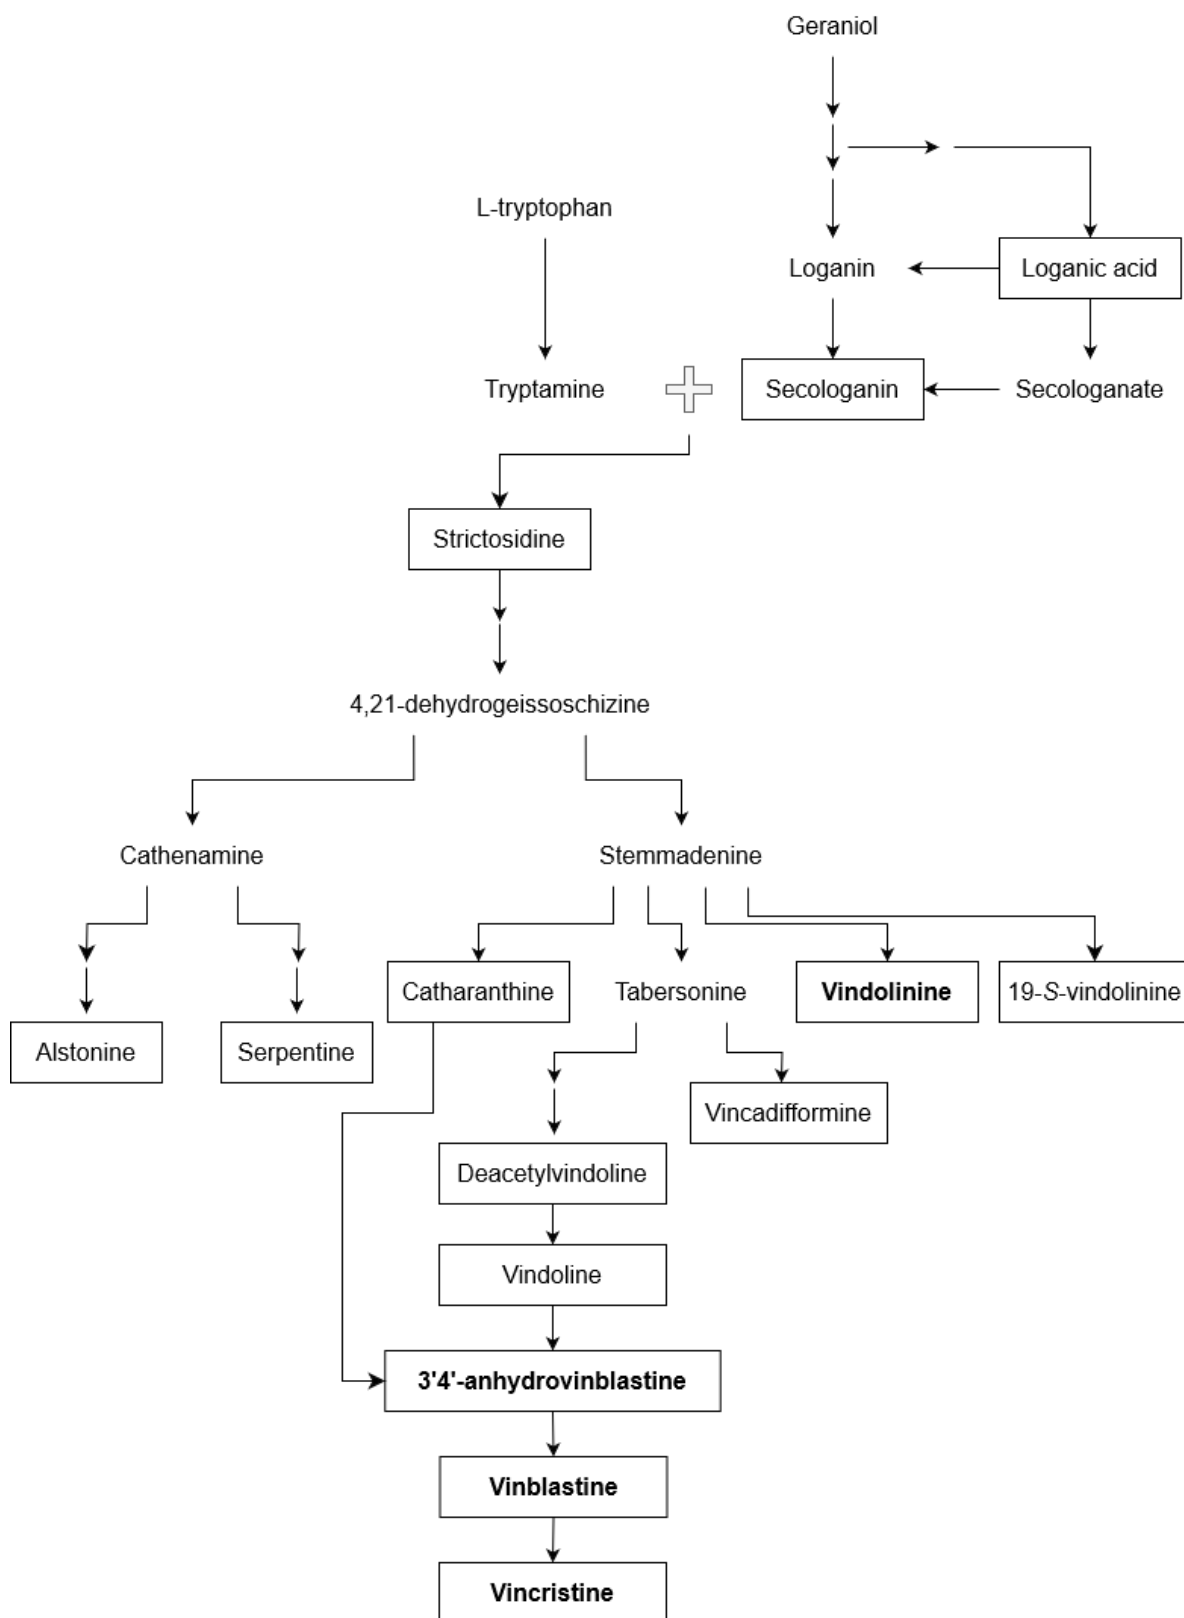 Geraniol
L-tryptophan
Loganin
Loganic acid
Tryptamine
Secologanin
Secologanate
Strictosidine
4,21-dehydrogeissoschizine
Cathenamine
Stemmadenine
Catharanthine
Tabersonine
Vindolinine
19-S-vindolinine
Alstonine
Serpentine
Vincadifformine
Deacetylvindoline
Vindoline
3'4'-anhydrovinblastine
Vinblastine
Vincristine